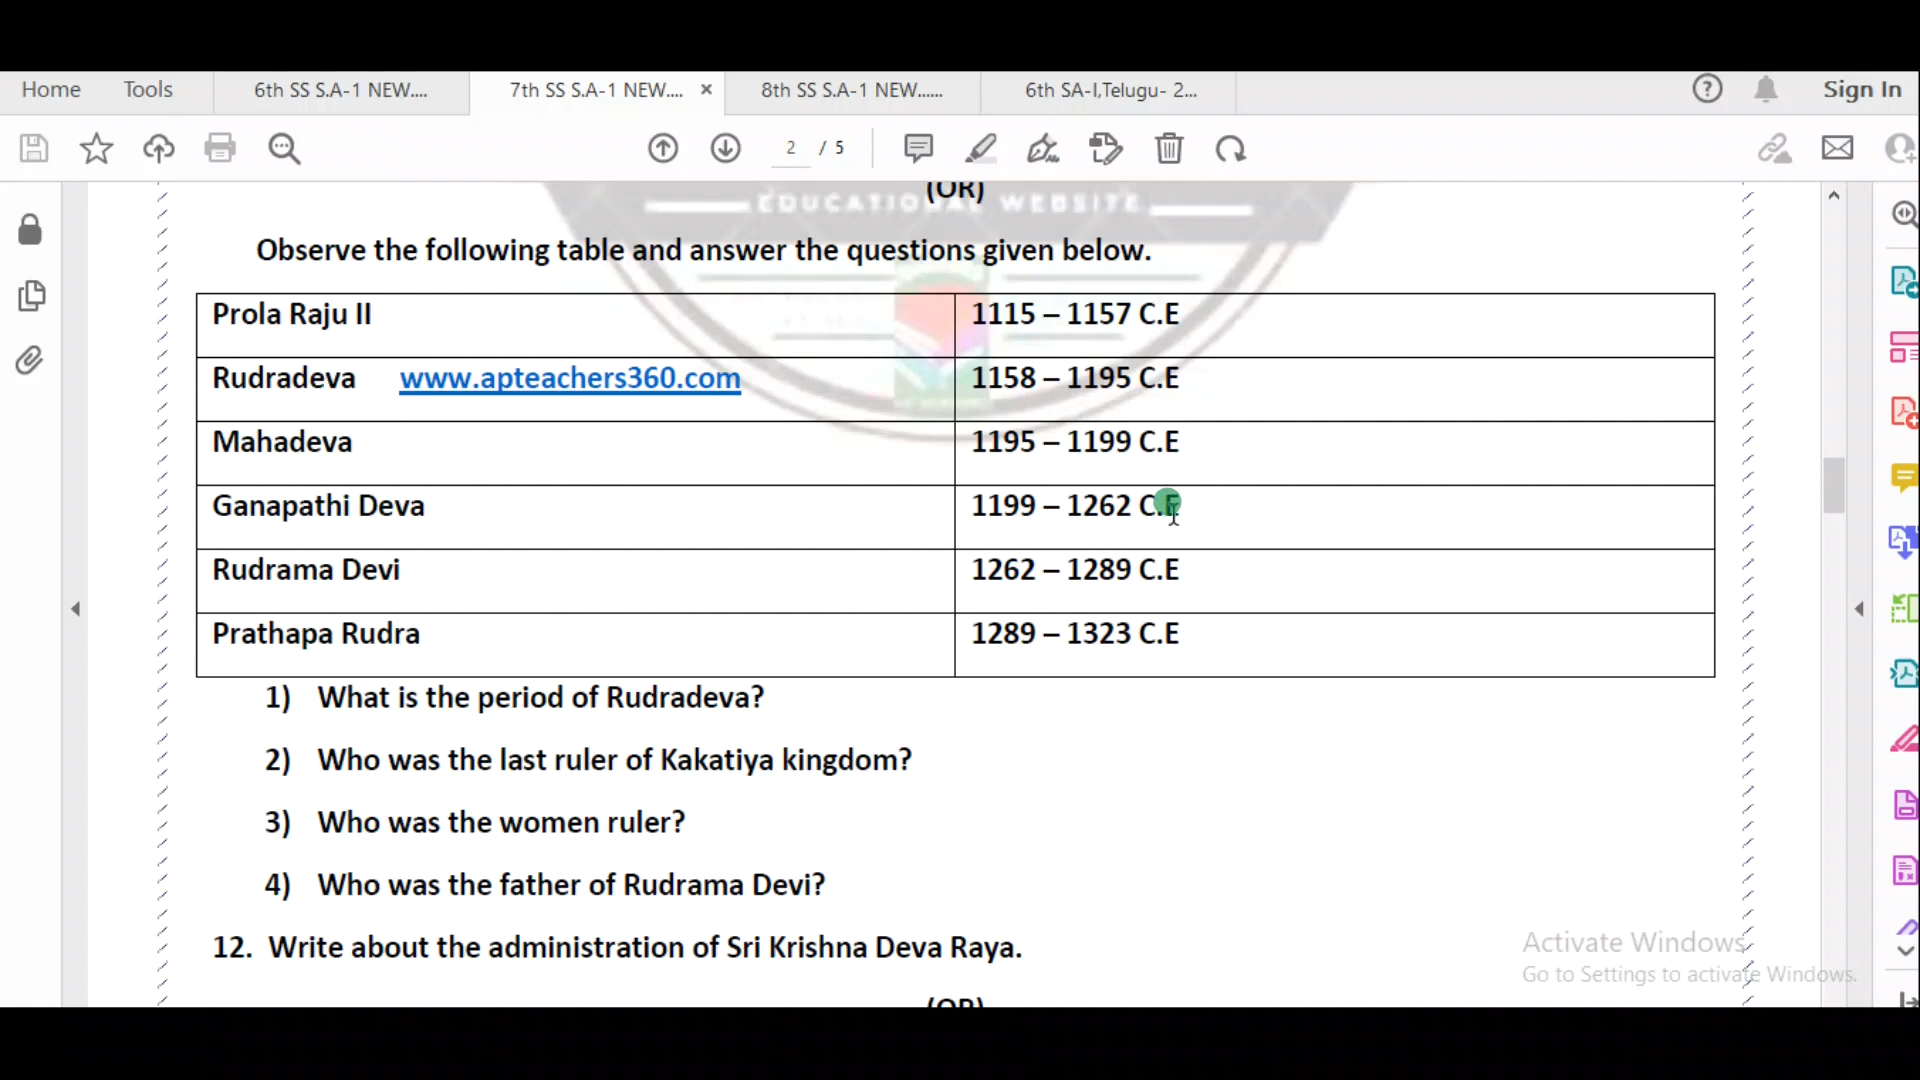 Home Tools 6th SS S.A-1 NEW.... 7th SS S.A-1 NEW.... × 8th SS S.A-1 NEW...... 6th SA-I,Telugu- 2... Sign In
2 / 5
(OR)
EDUCATIONAL WEBSITE
Observe the following table and answer the questions given below.
Prola Raju II 1115 – 1157 C.E
Rudradeva www.apteachers360.com 1158 – 1195 C.E
Mahadeva 1195 – 1199 C.E
Ganapathi Deva 1199 – 1262 C.E
Rudrama Devi 1262 – 1289 C.E
Prathapa Rudra 1289 – 1323 C.E
1) What is the period of Rudradeva?
2) Who was the last ruler of Kakatiya kingdom?
3) Who was the women ruler?
4) Who was the father of Rudrama Devi?
12. Write about the administration of Sri Krishna Deva Raya.
(OR)
Activate Windows
Go to Settings to activate Windows.